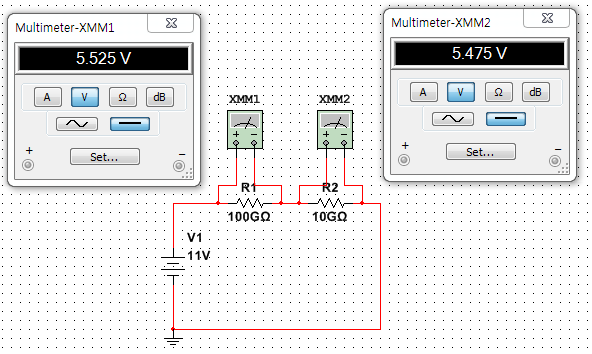 Multimeter-XMM1
5.525 V
A V Ω dB
+ −
Set...
Multimeter-XMM2
5.475 V
A V Ω dB
+ −
Set...
XMM1 XMM2
+ − + −
R1 R2
100GΩ 10GΩ
V1
11V